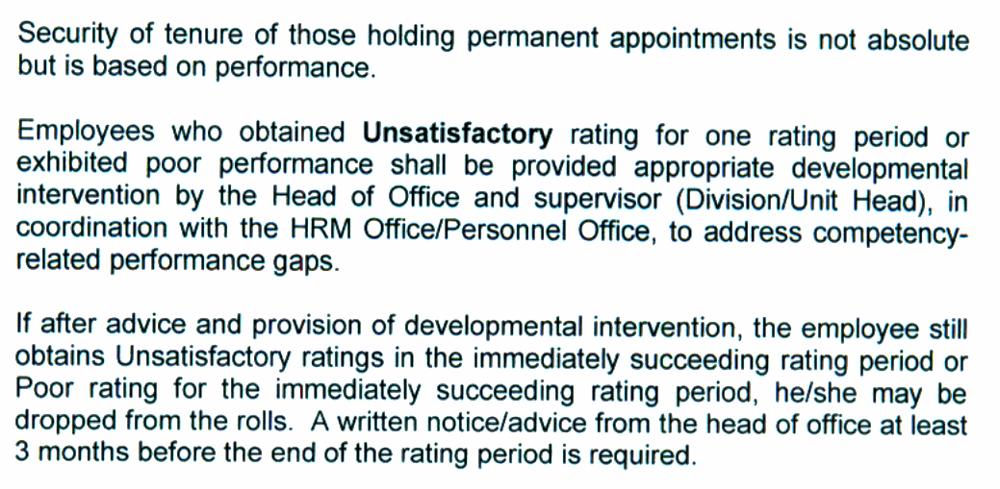 Security of tenure of those holding permanent appointments is not absolute
but is based on performance.
Employees who obtained Unsatisfactory rating for one rating period or
exhibited poor performance shall be provided appropriate developmental
intervention by the Head of Office and supervisor (Division/Unit Head), in
coordination with the HRM Office/Personnel Office, to address competency-
related performance gaps.
If after advice and provision of developmental intervention, the employee still
obtains Unsatisfactory ratings in the immediately succeeding rating period or
Poor rating for the immediately succeeding rating period, he/she may be
dropped from the rolls. A written notice/advice from the head of office at least
3 months before the end of the rating period is required.